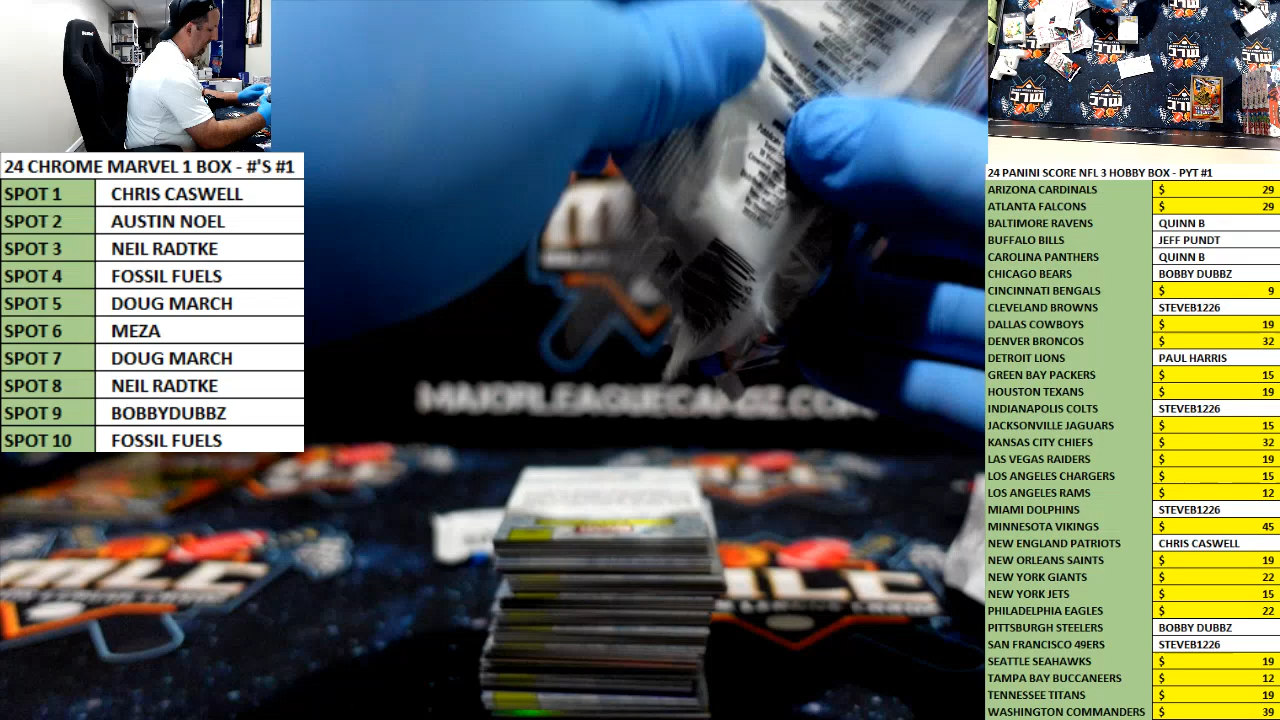 24 CHROME MARVEL 1 BOX - #'S #1
SPOT 1 CHRIS CASWELL
SPOT 2 AUSTIN NOEL
SPOT 3 NEIL RADTKE
SPOT 4 FOSSIL FUELS
SPOT 5 DOUG MARCH
SPOT 6 MEZA
SPOT 7 DOUG MARCH
SPOT 8 NEIL RADTKE
SPOT 9 BOBBYDUBBZ
SPOT 10 FOSSIL FUELS
MLC
24 PANINI SCORE NFL 3 HOBBY BOX - PYT #1
ARIZONA CARDINALS $ 29
ATLANTA FALCONS $ 29
BALTIMORE RAVENS QUINN B
BUFFALO BILLS JEFF PUNDT
CAROLINA PANTHERS QUINN B
CHICAGO BEARS BOBBY DUBBZ
CINCINNATI BENGALS $ 9
CLEVELAND BROWNS STEVEB1226
DALLAS COWBOYS $ 19
DENVER BRONCOS $ 32
DETROIT LIONS PAUL HARRIS
GREEN BAY PACKERS $ 15
HOUSTON TEXANS $ 19
INDIANAPOLIS COLTS STEVEB1226
JACKSONVILLE JAGUARS $ 15
KANSAS CITY CHIEFS $ 32
LAS VEGAS RAIDERS $ 19
LOS ANGELES CHARGERS $ 15
LOS ANGELES RAMS $ 12
MIAMI DOLPHINS STEVEB1226
MINNESOTA VIKINGS $ 45
NEW ENGLAND PATRIOTS CHRIS CASWELL
NEW ORLEANS SAINTS $ 19
NEW YORK GIANTS $ 22
NEW YORK JETS $ 15
PHILADELPHIA EAGLES $ 22
PITTSBURGH STEELERS BOBBY DUBBZ
SAN FRANCISCO 49ERS STEVEB1226
SEATTLE SEAHAWKS $ 19
TAMPA BAY BUCCANEERS $ 12
TENNESSEE TITANS $ 19
WASHINGTON COMMANDERS $ 39